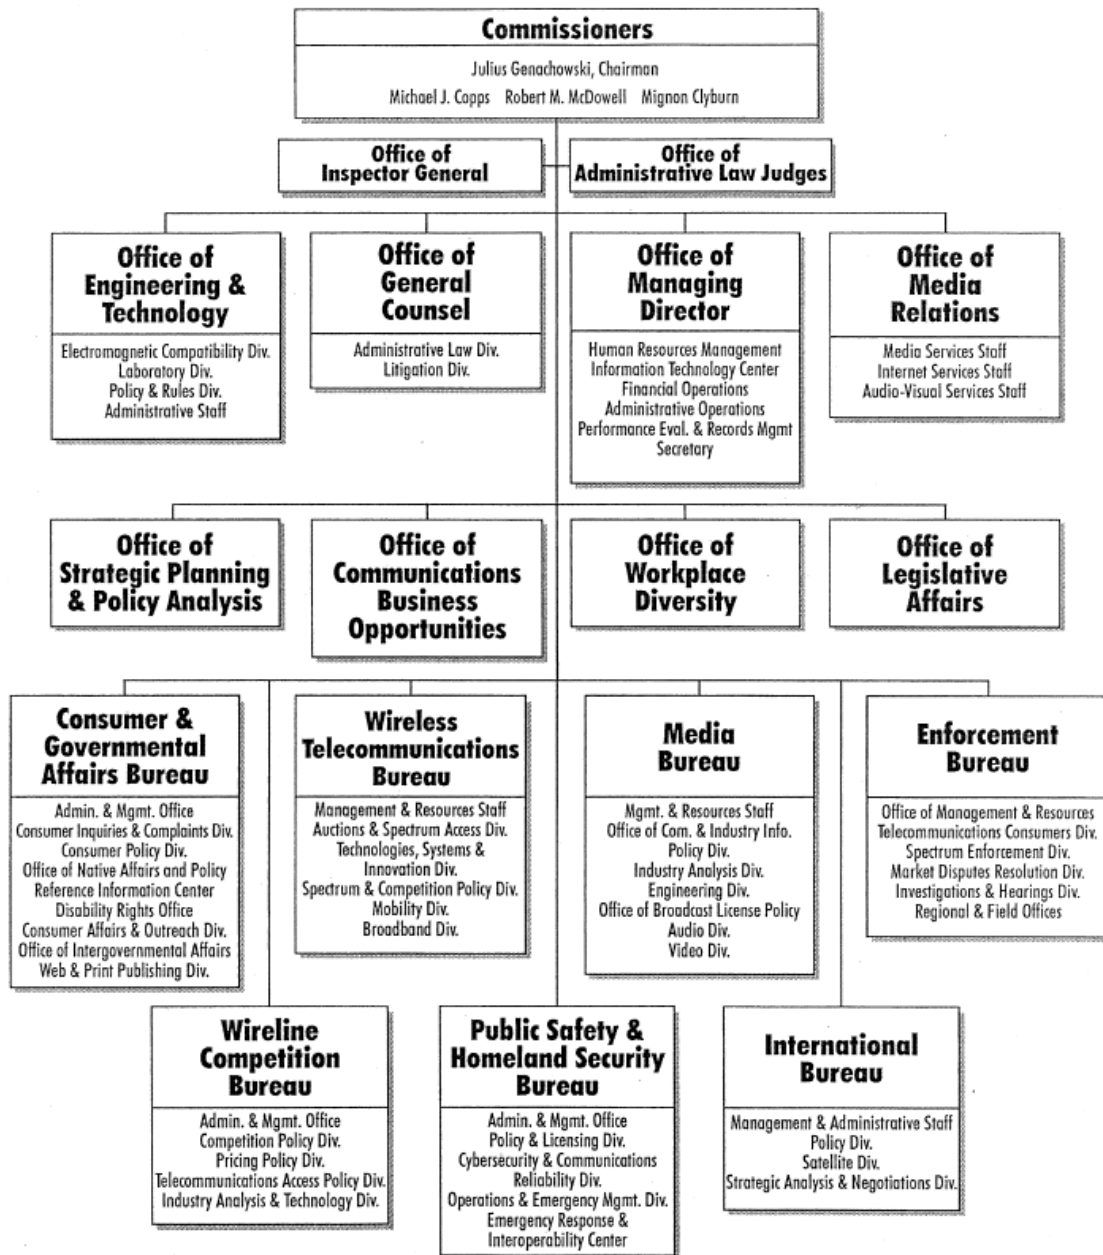 Commissioners
Julius Genachowski, Chairman
Michael J. Copps Robert M. McDowell Mignon Clyburn
Office of
Inspector General
Office of
Administrative Law Judges
Office of
Engineering &
Technology
Electromagnetic Compatibility Div.
Laboratory Div.
Policy & Rules Div.
Administrative Staff
Office of
General
Counsel
Administrative Law Div.
Litigation Div.
Office of
Managing
Director
Human Resources Management
Information Technology Center
Financial Operations
Administrative Operations
Performance Eval. & Records Mgmt
Secretary
Office of
Media
Relations
Media Services Staff
Internet Services Staff
Audio-Visual Services Staff
Office of
Strategic Planning
& Policy Analysis
Office of
Communications
Business
Opportunities
Office of
Workplace
Diversity
Office of
Legislative
Affairs
Consumer &
Governmental
Affairs Bureau
Admin. & Mgmt. Office
Consumer Inquiries & Complaints Div.
Consumer Policy Div.
Office of Native Affairs and Policy
Reference Information Center
Disability Rights Office
Consumer Affairs & Outreach Div.
Office of Intergovernmental Affairs
Web & Print Publishing Div.
Wireless
Telecommunications
Bureau
Management & Resources Staff
Auctions & Spectrum Access Div.
Technologies, Systems &
Innovation Div.
Spectrum & Competition Policy Div.
Mobility Div.
Broadband Div.
Media
Bureau
Mgmt. & Resources Staff
Office of Com. & Industry Info.
Policy Div.
Industry Analysis Div.
Engineering Div.
Office of Broadcast License Policy
Audio Div.
Video Div.
Enforcement
Bureau
Office of Management & Resources
Telecommunications Consumers Div.
Spectrum Enforcement Div.
Market Disputes Resolution Div.
Investigations & Hearings Div.
Regional & Field Offices
Wireline
Competition
Bureau
Admin. & Mgmt. Office
Competition Policy Div.
Pricing Policy Div.
Telecommunications Access Policy Div.
Industry Analysis & Technology Div.
Public Safety &
Homeland Security
Bureau
Admin. & Mgmt. Office
Policy & Licensing Div.
Cybersecurity & Communications
Reliability Div.
Operations & Emergency Mgmt. Div.
Emergency Response &
Interoperability Center
International
Bureau
Management & Administrative Staff
Policy Div.
Satellite Div.
Strategic Analysis & Negotiations Div.